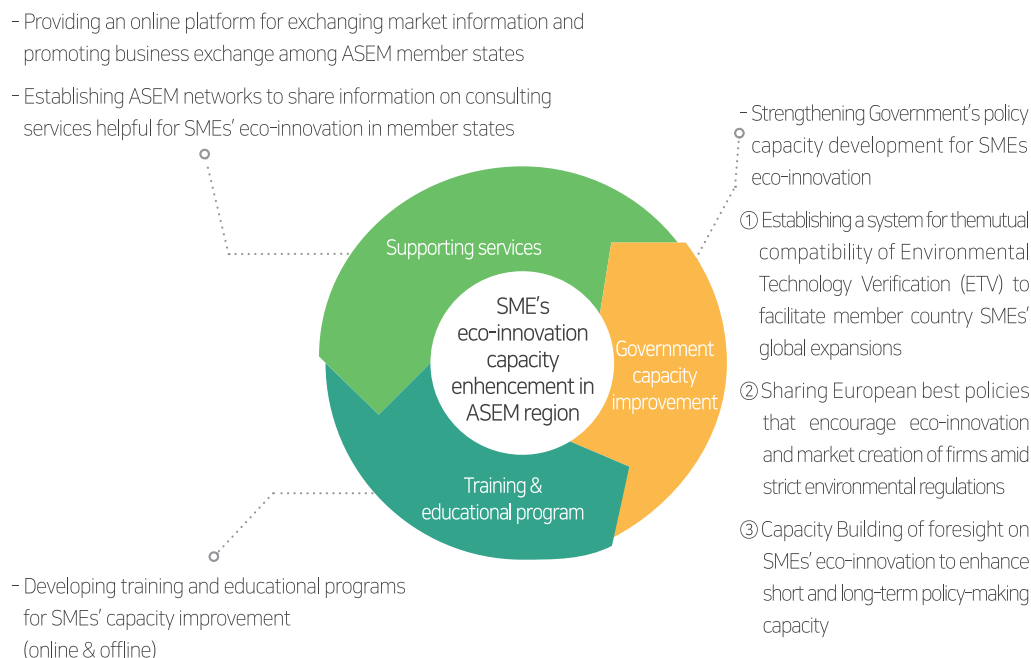 - Providing an online platform for exchanging market information and
promoting business exchange among ASEM member states
- Establishing ASEM networks to share information on consulting
services helpful for SMEs' eco-innovation in member states
- Strengthening Government's policy
capacity development for SMEs
eco-innovation
① Establishing a system for themutual
compatibility of Environmental
Technology Verification (ETV) to
facilitate member country SMEs'
global expansions
② Sharing European best policies
that encourage eco-innovation
and market creation of firms amid
strict environmental regulations
③ Capacity Building of foresight on
SMEs' eco-innovation to enhance
short and long-term policy-making
capacity
Supporting services
SME's
eco-innovation
capacity
enhencement in
ASEM region
Government
capacity
improvement
Training &
educational program
- Developing training and educational programs
for SMEs' capacity improvement
(online & offline)